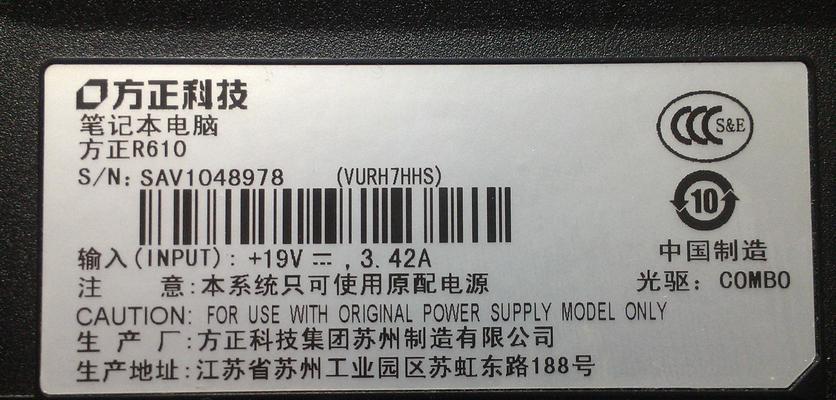 方正科技
笔记本电脑
方正R610
S/N: SAV1048978 (VURH7HHS)
输入(INPUT): +19V ⎓ , 3.42A
注 意:本系统只可使用原配电源
CAUTION: FOR USE WITH ORIGINAL POWER SUPPLY MODEL ONLY
生 产 厂: 方正科技集团苏州制造有限公司
生产地址: 江苏省苏州工业园区苏虹东路188号
CCC S&E
10
中国制造
光驱: COMBO